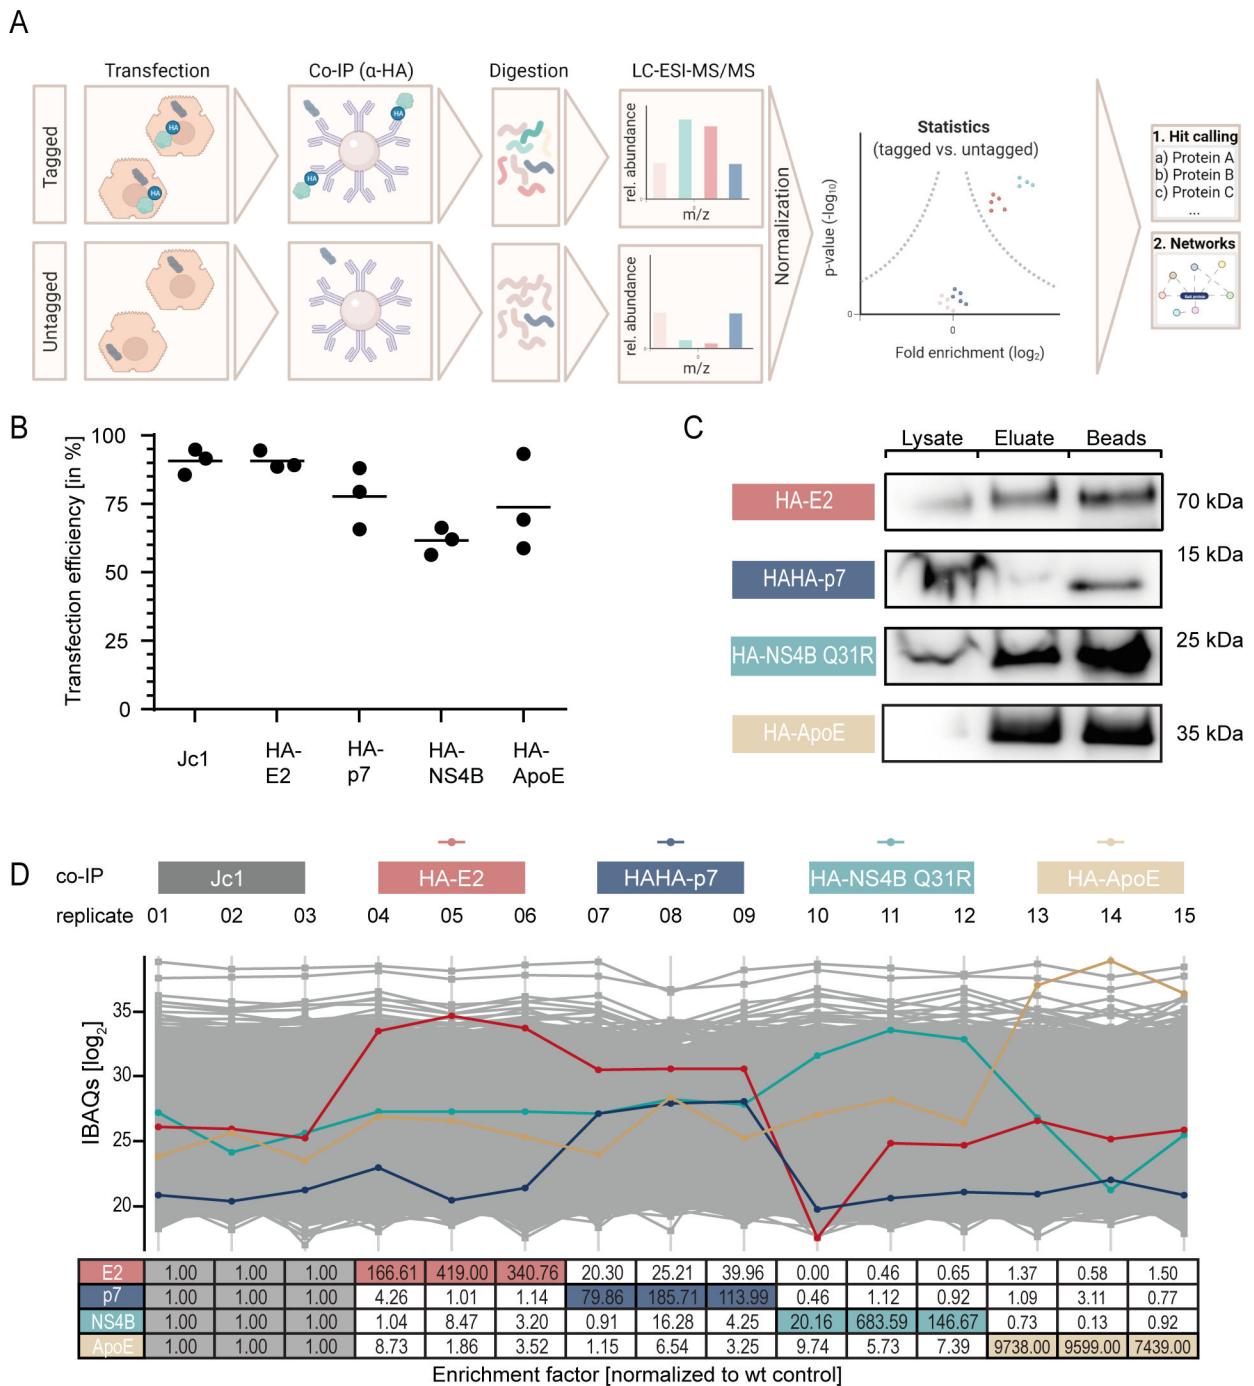 A
Transfection
Co-IP (α-HA)
Digestion
LC-ESI-MS/MS
Tagged
HA
HA
HA
HA
rel. abundance
0
0
m/z
Untagged
rel. abundance
0
0
m/z
Normalization
Statistics
(tagged vs. untagged)
p-value (-log10)
0
0
Fold enrichment (log2)
1. Hit calling
a) Protein A
b) Protein B
c) Protein C
...
2. Networks
Bait protein
B
Transfection efficiency [in %]
100
75
50
25
0
Jc1
HA-
E2
HA-
p7
HA-
NS4B
HA-
ApoE
C
Lysate Eluate Beads
HA-E2 70 kDa
HAHA-p7 15 kDa
HA-NS4B Q31R 25 kDa
HA-ApoE 35 kDa
D
co-IP Jc1 HA-E2 HAHA-p7 HA-NS4B Q31R HA-ApoE
replicate 01 02 03 04 05 06 07 08 09 10 11 12 13 14 15
IBAQs [log2]
35
30
25
20
E2 1.00 1.00 1.00 166.61 419.00 340.76 20.30 25.21 39.96 0.00 0.46 0.65 1.37 0.58 1.50
p7 1.00 1.00 1.00 4.26 1.01 1.14 79.86 185.71 113.99 0.46 1.12 0.92 1.09 3.11 0.77
NS4B 1.00 1.00 1.00 1.04 8.47 3.20 0.91 16.28 4.25 20.16 683.59 146.67 0.73 0.13 0.92
ApoE 1.00 1.00 1.00 8.73 1.86 3.52 1.15 6.54 3.25 9.74 5.73 7.39 9738.00 9599.00 7439.00
Enrichment factor [normalized to wt control]